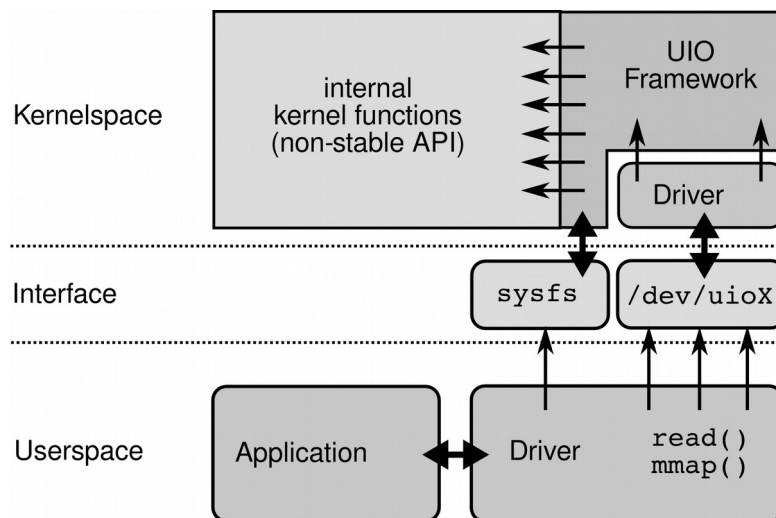 Kernelspace
internal
kernel functions
(non-stable API)
UIO
Framework
Driver
Interface
sysfs
/dev/uioX
Userspace
Application
Driver
read()
mmap()